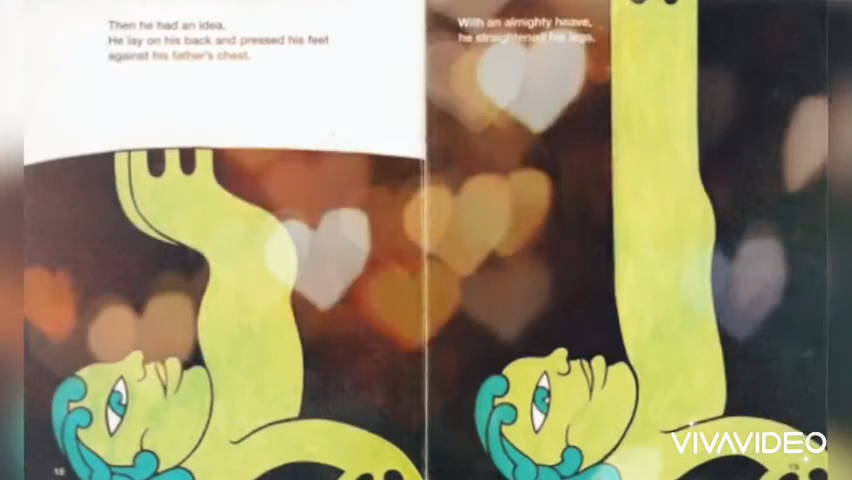 Then he had an idea.
He lay on his back and pressed his feet
against his father's chest.
With an almighty heave,
he straightened his legs.
18
19
VIVAVIDEO